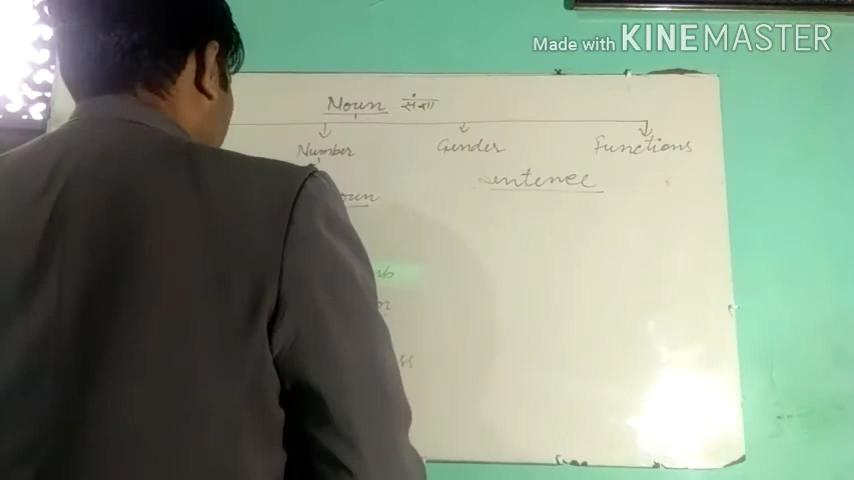 Made with KINEMASTER
Noun संज्ञा
Number Gender Functions
sentence